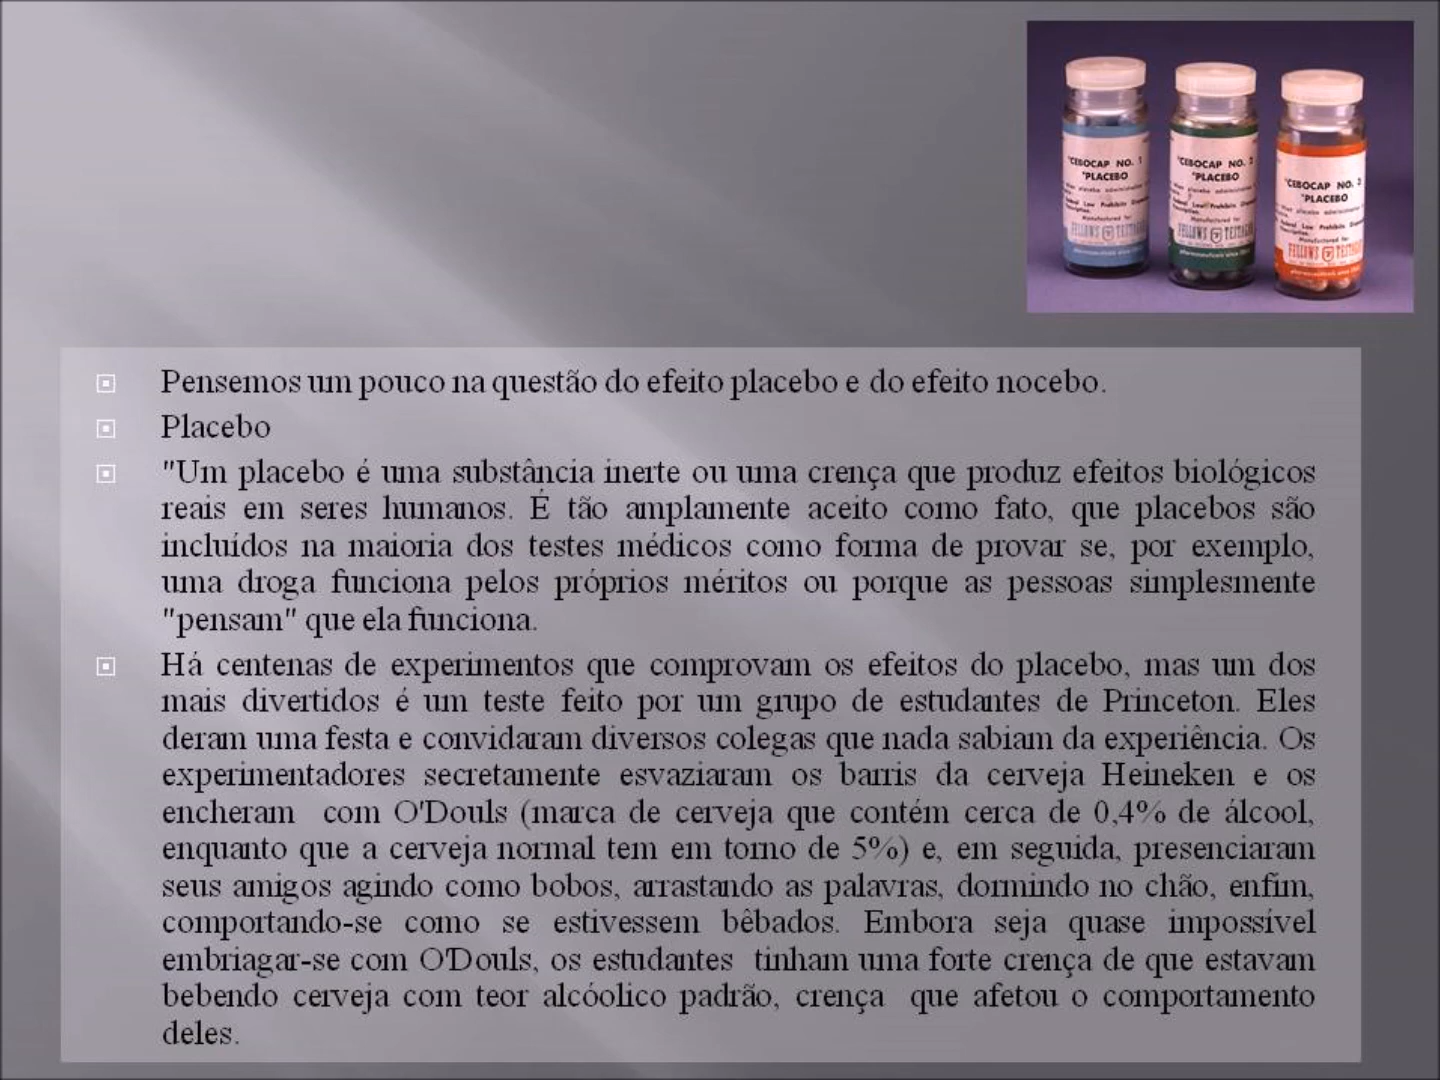 "CEBOCAP NO. 1
"PLACEBO
"CEBOCAP NO. 2
"PLACEBO
"CEBOCAP NO. 3
"PLACEBO
Pensemos um pouco na questão do efeito placebo e do efeito nocebo.
Placebo
"Um placebo é uma substância inerte ou uma crença que produz efeitos biológicos
reais em seres humanos. É tão amplamente aceito como fato, que placebos são
incluídos na maioria dos testes médicos como forma de provar se, por exemplo,
uma droga funciona pelos próprios méritos ou porque as pessoas simplesmente
"pensam" que ela funciona.
Há centenas de experimentos que comprovam os efeitos do placebo, mas um dos
mais divertidos é um teste feito por um grupo de estudantes de Princeton. Eles
deram uma festa e convidaram diversos colegas que nada sabiam da experiência. Os
experimentadores secretamente esvaziaram os barris da cerveja Heineken e os
encheram com O'Douls (marca de cerveja que contém cerca de 0,4% de álcool,
enquanto que a cerveja normal tem em torno de 5%) e, em seguida, presenciaram
seus amigos agindo como bobos, arrastando as palavras, dormindo no chão, enfim,
comportando-se como se estivessem bêbados. Embora seja quase impossível
embriagar-se com O'Douls, os estudantes tinham uma forte crença de que estavam
bebendo cerveja com teor alcóolico padrão, crença que afetou o comportamento
deles.